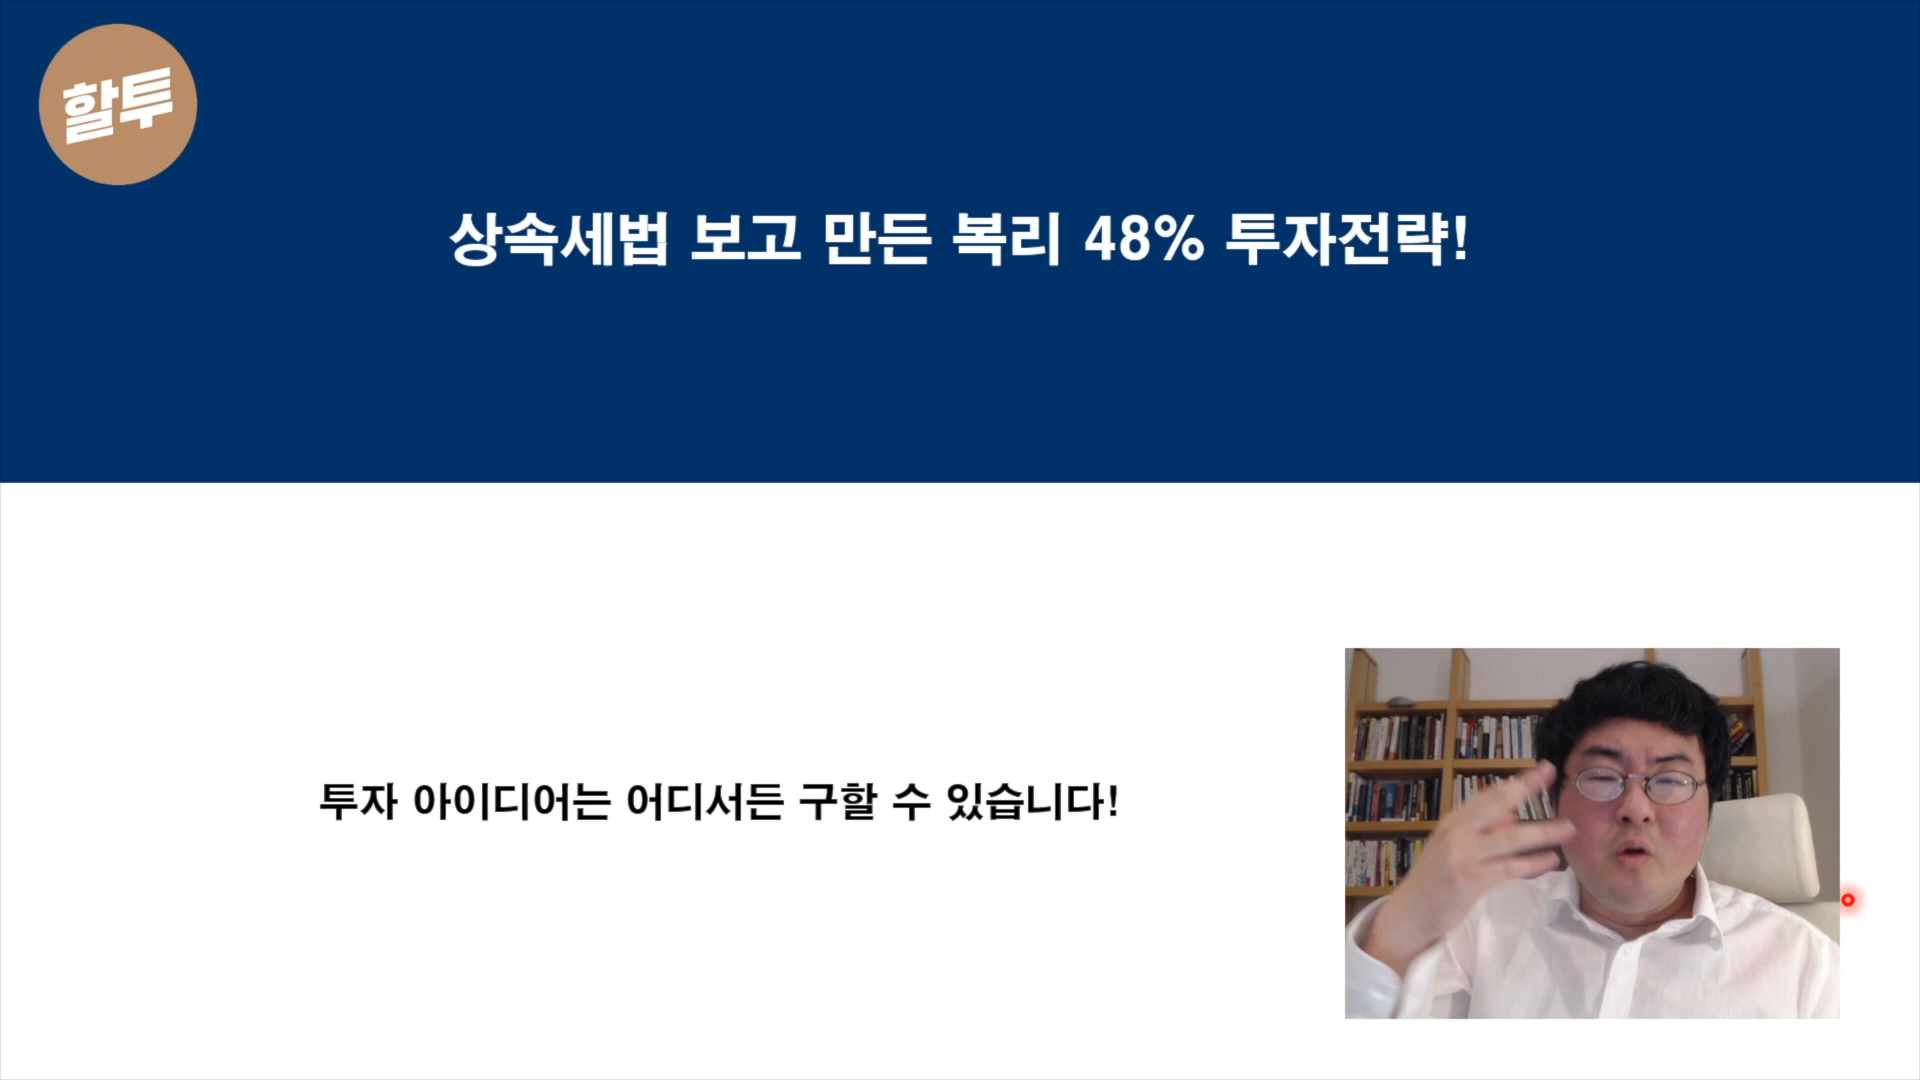 할투
상속세법 보고 만든 복리 48% 투자전략!
투자 아이디어는 어디서든 구할 수 있습니다!